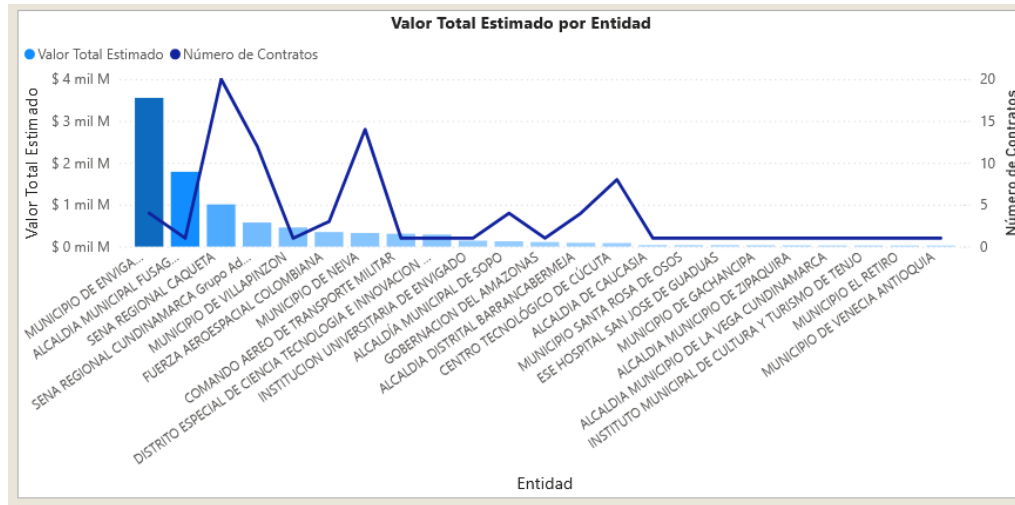 Valor Total Estimado por Entidad
Valor Total Estimado Número de Contratos
$ 4 mil M
$ 3 mil M
$ 2 mil M
$ 1 mil M
$ 0 mil M
Valor Total Estimado
20
15
10
5
0
Número de Contratos
MUNICIPIO DE ENVIGA...
ALCALDIA MUNICIPAL FUSAG...
SENA REGIONAL CAQUETA
SENA REGIONAL CUNDINAMARCA Grupo Ad...
MUNICIPIO DE VILLAPINZON
FUERZA AEROESPACIAL COLOMBIANA
MUNICIPIO DE NEIVA
COMANDO AEREO DE TRANSPORTE MILITAR
DISTRITO ESPECIAL DE CIENCIA TECNOLOGIA E INNOVACION ...
INSTITUCION UNIVERSITARIA DE ENVIGADO
ALCALDÍA MUNICIPAL DE SOPO
GOBERNACION DEL AMAZONAS
ALCALDIA DISTRITAL BARRANCABERMEJA
CENTRO TECNOLÓGICO DE CÚCUTA
ALCALDIA DE CAUCASIA
MUNICIPIO SANTA ROSA DE OSOS
ESE HOSPITAL SAN JOSE DE GUADUAS
MUNICIPIO DE GACHANCIPA
ALCALDIA MUNICIPIO DE ZIPAQUIRA
ALCALDIA MUNICIPIO DE LA VEGA CUNDINAMARCA
INSTITUTO MUNICIPAL DE CULTURA Y TURISMO DE TENJO
MUNICIPIO EL RETIRO
MUNICIPIO DE VENECIA ANTIOQUIA
Entidad